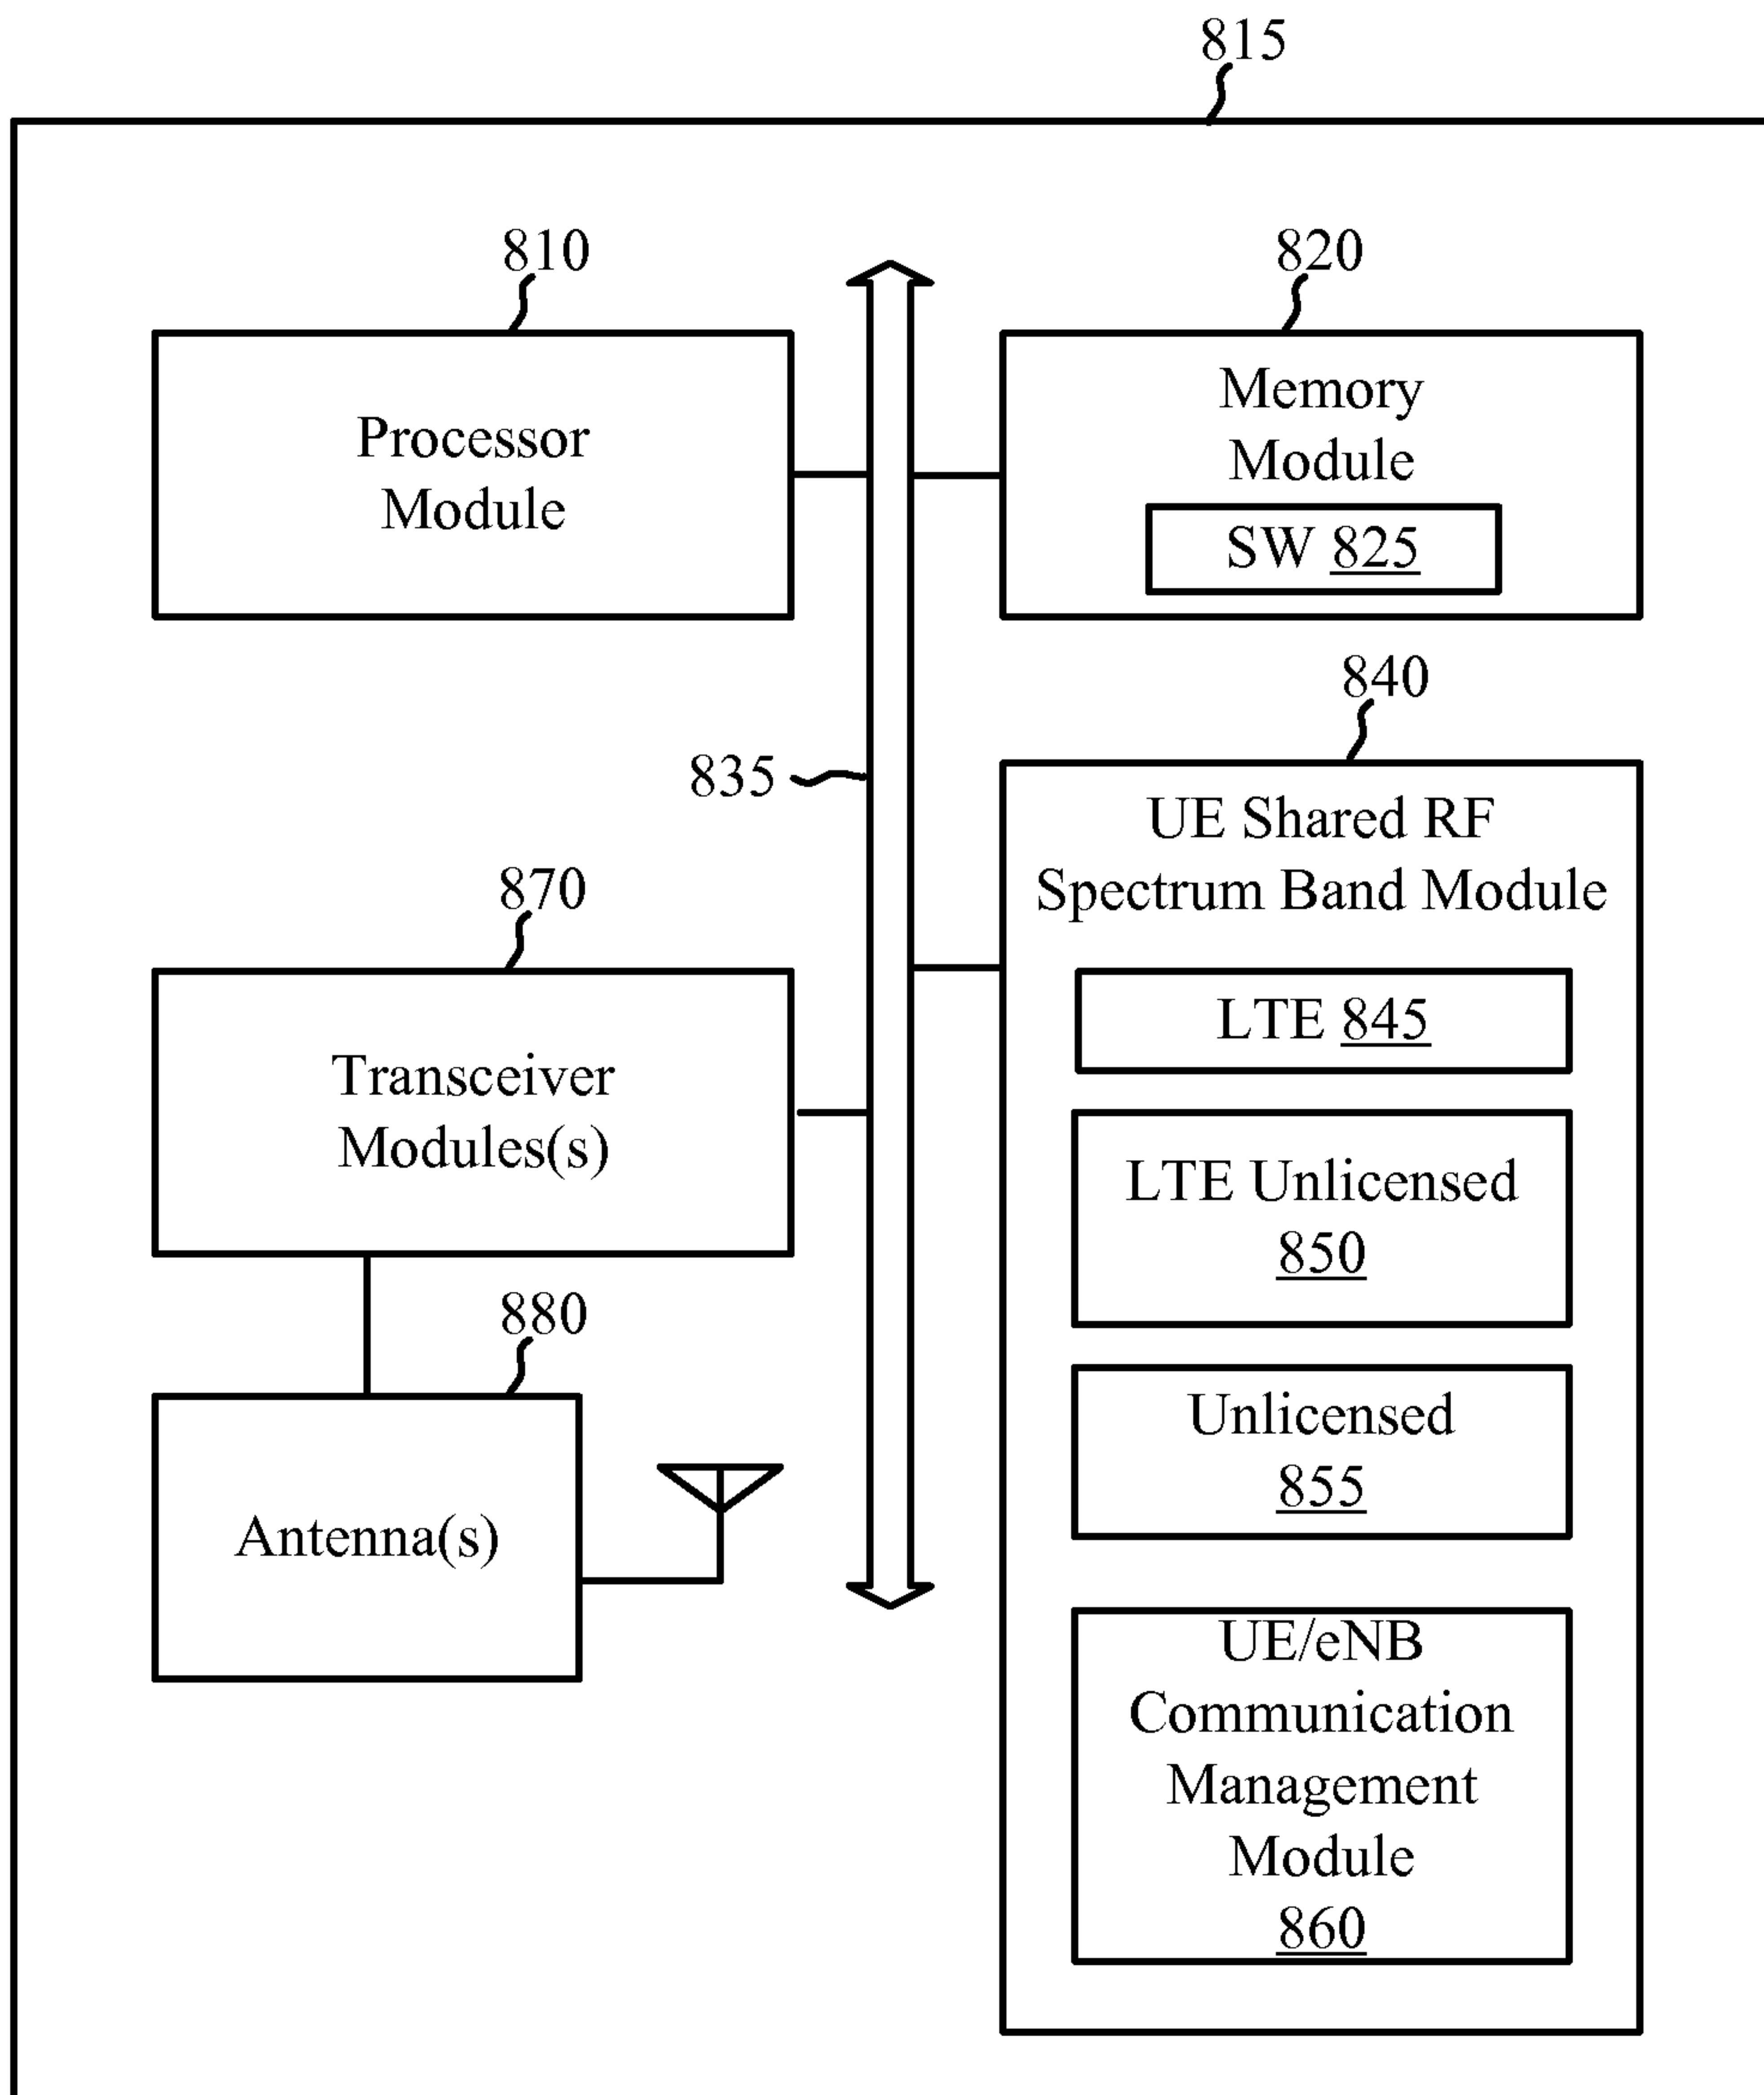 815
810
Processor
Module
820
Memory
Module
SW 825
835
840
UE Shared RF
Spectrum Band Module
LTE 845
LTE Unlicensed
850
Unlicensed
855
UE/eNB
Communication
Management
Module
860
870
Transceiver
Modules(s)
880
Antenna(s)